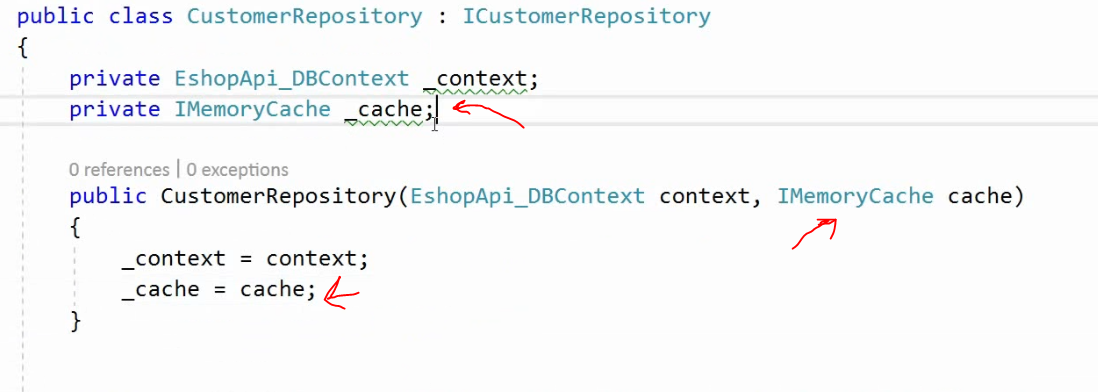 public class CustomerRepository : ICustomerRepository
{
private EshopApi_DBContext _context;
private IMemoryCache _cache;
0 references | 0 exceptions
public CustomerRepository(EshopApi_DBContext context, IMemoryCache cache)
{
_context = context;
_cache = cache;
}